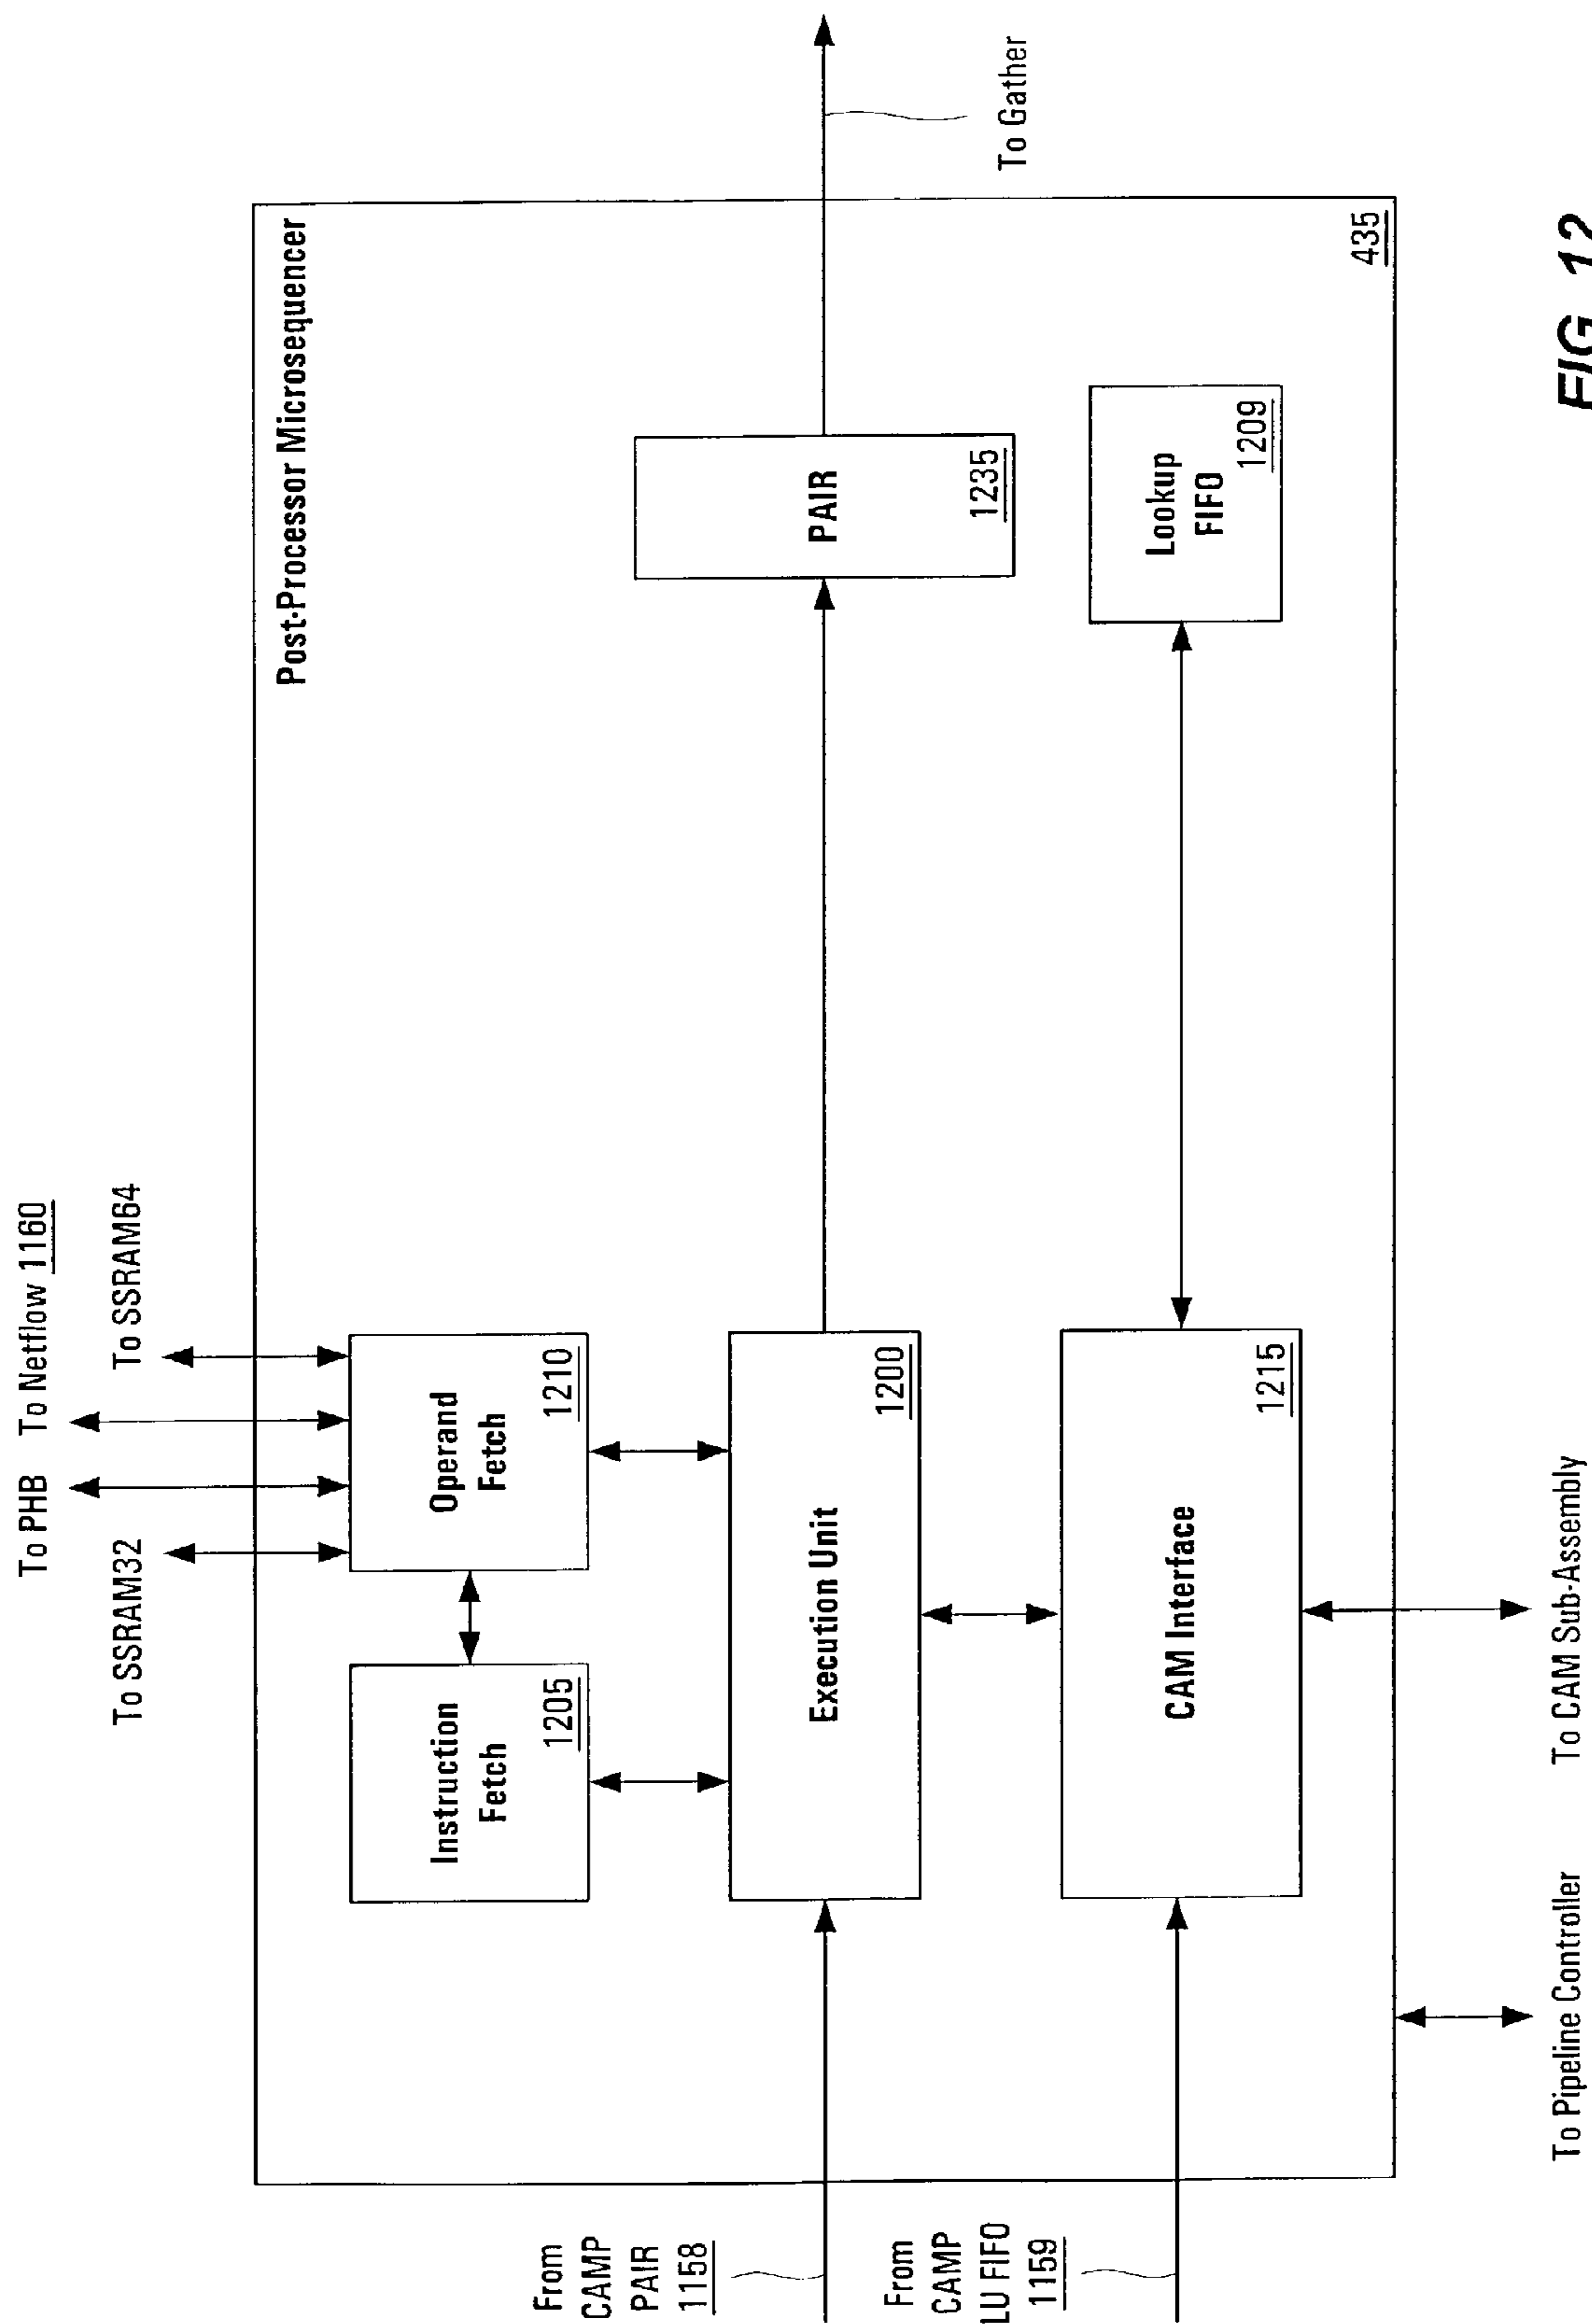 To PHB
To Netflow 1160
To SSRAM32
To SSRAM64
Post-Processor Microsequencer
Instruction
Fetch
1205
Operand
Fetch
1210
From
CAMP
PAIR
1158
Execution Unit
1200
PAIR
1235
To Gather
From
CAMP
LU FIFO
1159
CAM Interface
1215
Lookup
FIFO
1209
435
To Pipeline Controller
To CAM Sub-Assembly
FIG. 12